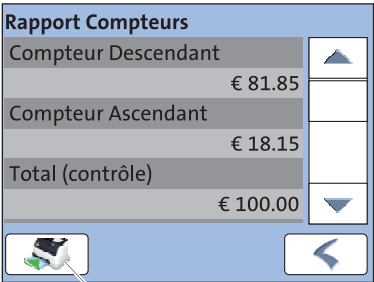 Rapport Compteurs
Compteur Descendant
€ 81.85
Compteur Ascendant
€ 18.15
Total (contrôle)
€ 100.00